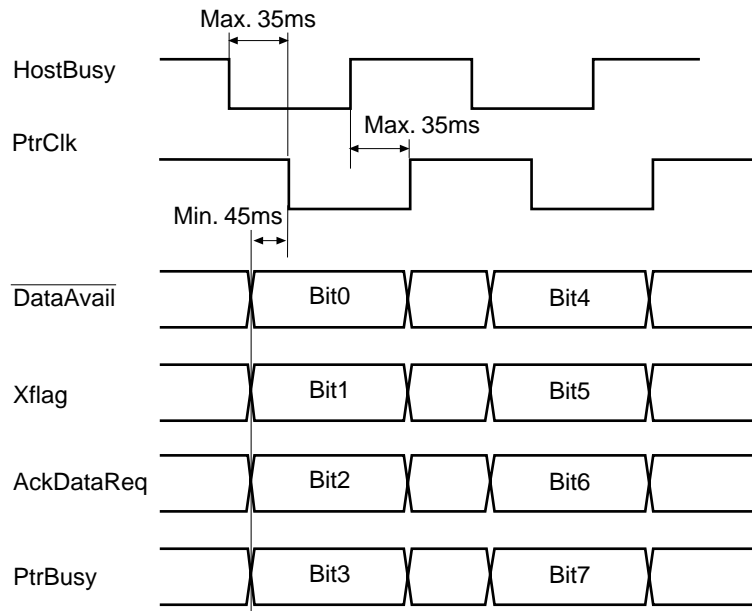 Max. 35ms
HostBusy
Max. 35ms
PtrClk
Min. 45ms
DataAvail Bit0 Bit4
Xflag Bit1 Bit5
AckDataReq Bit2 Bit6
PtrBusy Bit3 Bit7